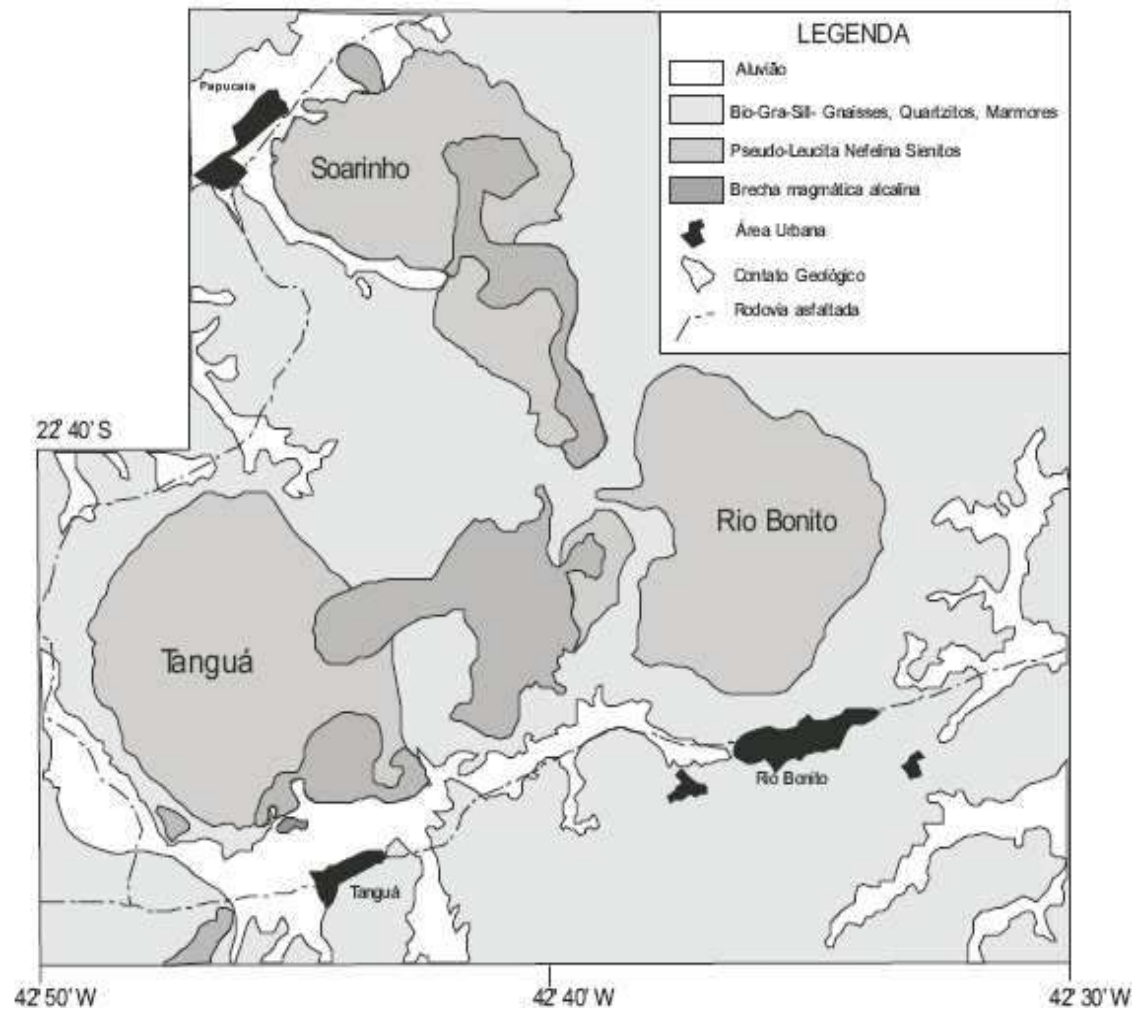 LEGENDA
Aluvião
Bio-Gra-Sill- Gnaisses, Quartzitos, Marmores
Pseudo-Leucita Nefelina Sienitos
Brecha magmática alcalina
Área Urbana
Contato Geológico
Rodovia asfaltada
Papucaia
Soarinho
22 40' S
Rio Bonito
Tanguá
Rio Bonito
Tanguá
42 50' W
42 40' W
42 30' W